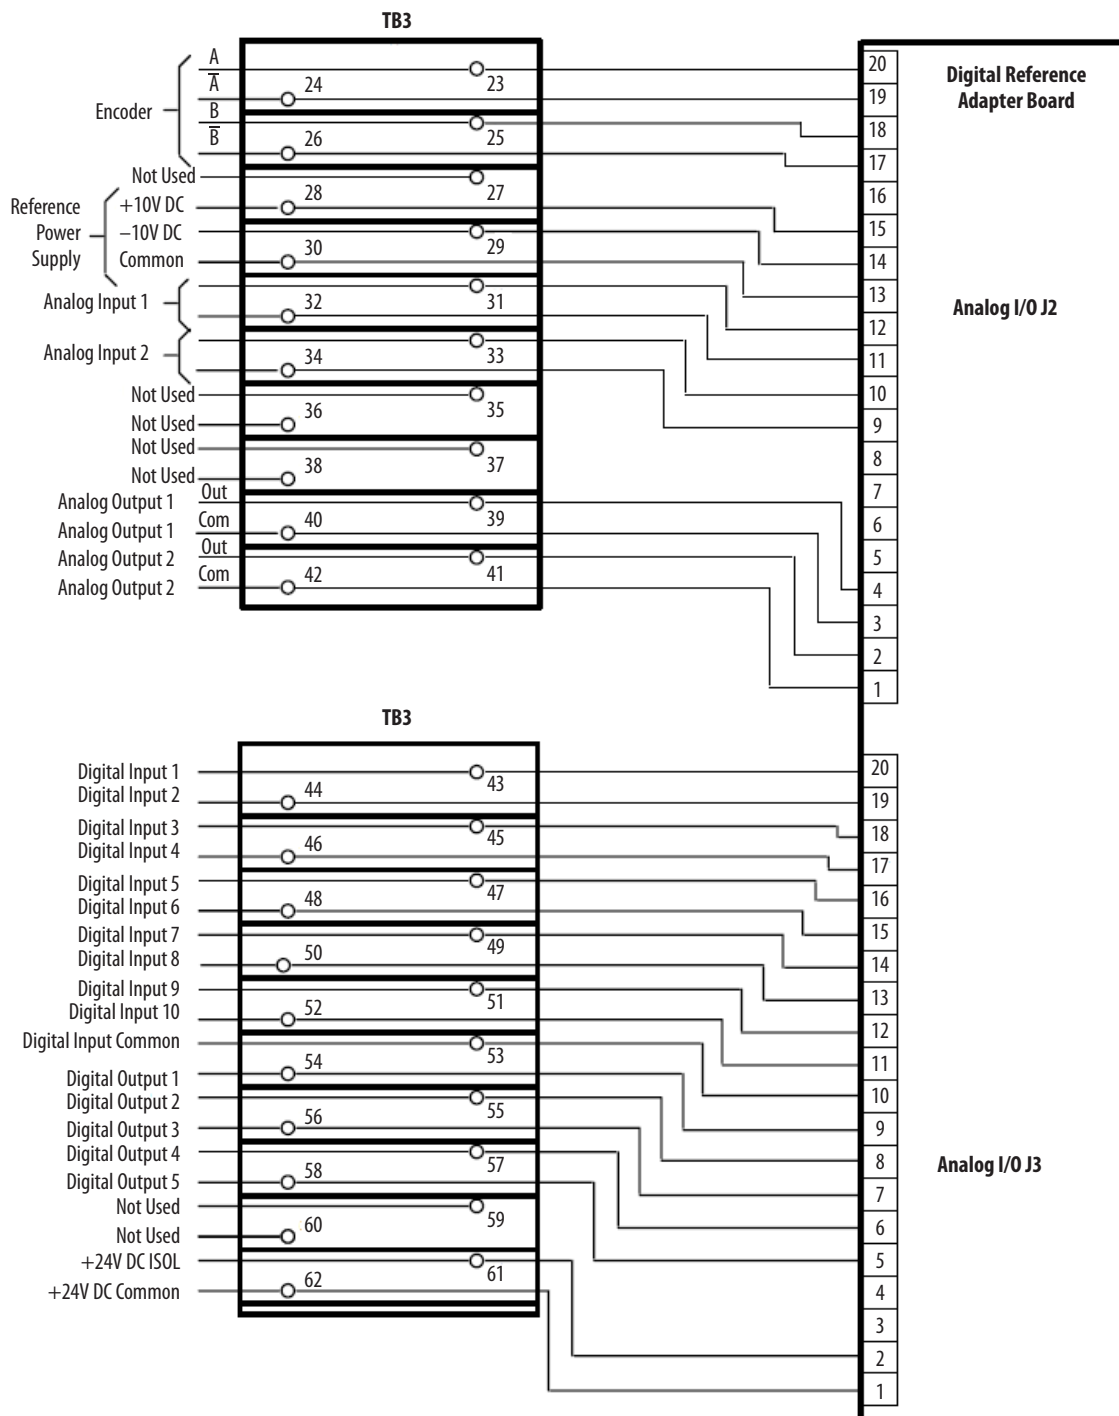 TB3
A
A̅
B
B̅
Encoder
Not Used
Reference
Power
Supply
+10V DC
–10V DC
Common
Analog Input 1
Analog Input 2
Not Used
Not Used
Not Used
Not Used
Analog Output 1 Out
Analog Output 1 Com
Analog Output 2 Out
Analog Output 2 Com
24 23
26 25
28 27
30 29
32 31
34 33
36 35
38 37
40 39
42 41
20
19
18
17
16
15
14
13
12
11
10
9
8
7
6
5
4
3
2
1
Digital Reference
Adapter Board
Analog I/O J2
TB3
Digital Input 1
Digital Input 2
Digital Input 3
Digital Input 4
Digital Input 5
Digital Input 6
Digital Input 7
Digital Input 8
Digital Input 9
Digital Input 10
Digital Input Common
Digital Output 1
Digital Output 2
Digital Output 3
Digital Output 4
Digital Output 5
Not Used
Not Used
+24V DC ISOL
+24V DC Common
44 43
46 45
48 47
50 49
52 51
54 53
56 55
58 57
60 59
62 61
20
19
18
17
16
15
14
13
12
11
10
9
8
7
6
5
4
3
2
1
Analog I/O J3